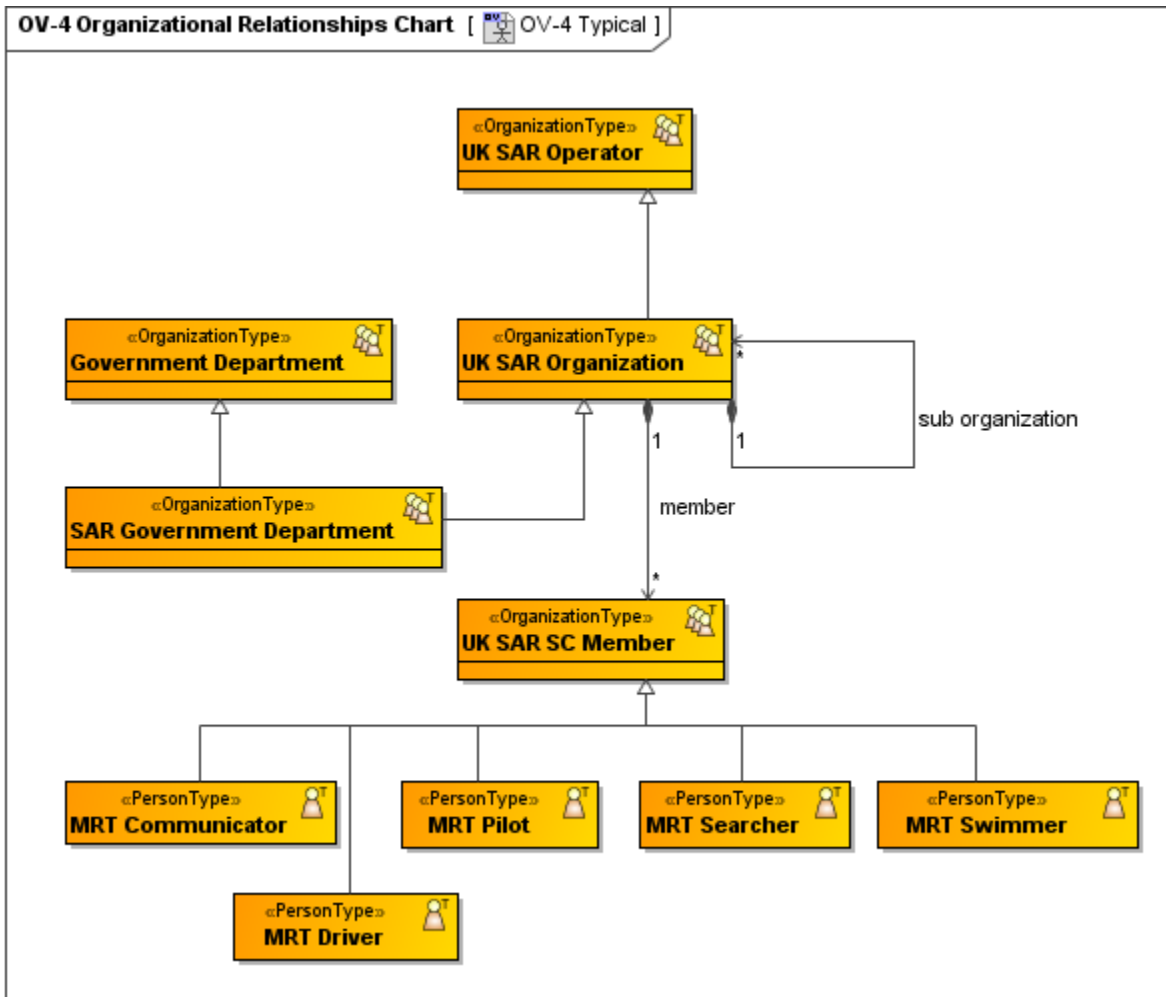 OV-4 Organizational Relationships Chart [ OV-4 Typical ]
«OrganizationType»
UK SAR Operator
«OrganizationType»
Government Department
«OrganizationType»
UK SAR Organization
*
sub organization
1
1
«OrganizationType»
SAR Government Department
member
*
«OrganizationType»
UK SAR SC Member
«PersonType»
MRT Communicator
«PersonType»
MRT Pilot
«PersonType»
MRT Searcher
«PersonType»
MRT Swimmer
«PersonType»
MRT Driver